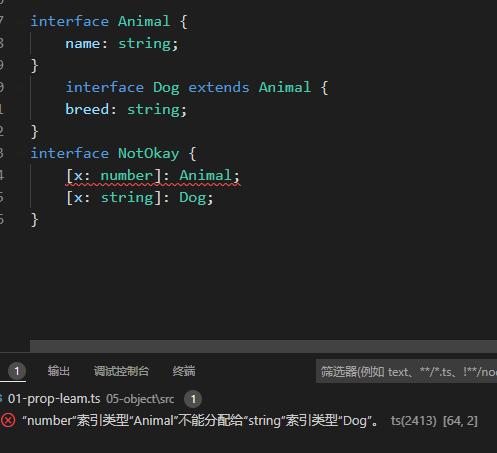 7 interface Animal {
8 name: string;
9 }
0 interface Dog extends Animal {
1 breed: string;
2 }
3 interface NotOkay {
4 [x: number]: Animal;
5 [x: string]: Dog;
6 }
1 输出 调试控制台 终端 筛选器(例如 text、**/*.ts、!**/no
01-prop-leam.ts 05-object\src 1
“number”索引类型“Animal”不能分配给“string”索引类型“Dog”。 ts(2413) [64, 2]